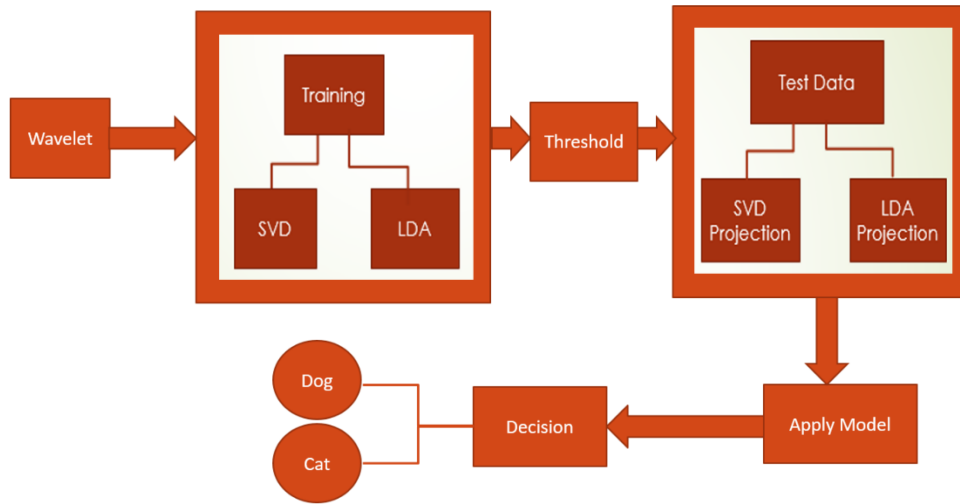 Wavelet
Training
SVD
LDA
Threshold
Test Data
SVD
Projection
LDA
Projection
Apply Model
Decision
Dog
Cat